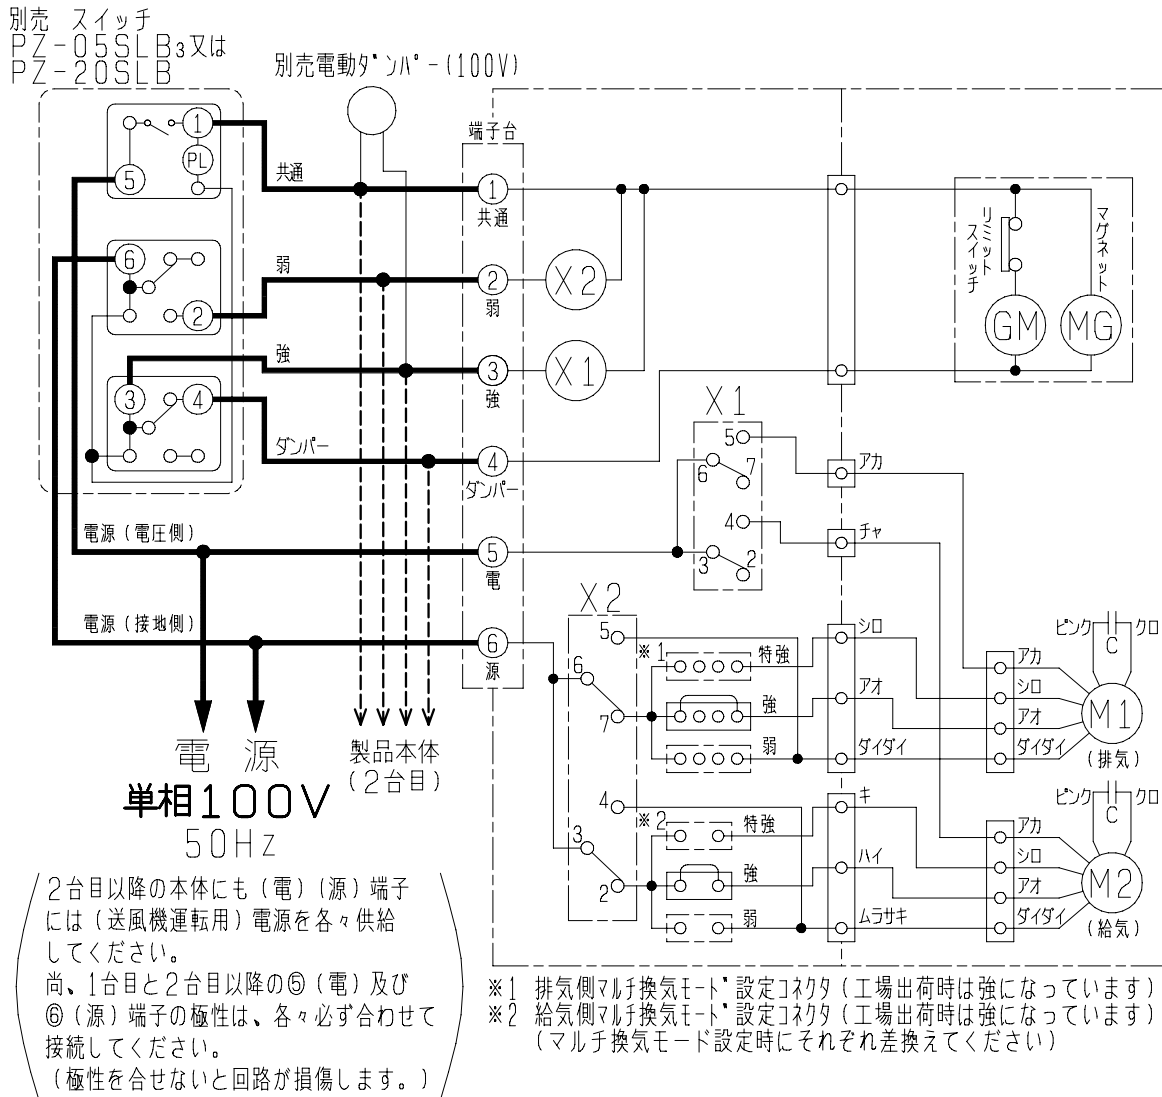 別売 スイッチ
PZ-05SLB3又は
PZ-20SLB
別売電動ダンパー(100V)
端子台
1
PL
5
共通
1
共通
6
2
弱
2
弱
X2
3
4
強
3
強
X1
ダンパー
4
ダンパー
リミット
スイッチ
マグネット
GM
MG
電源(電圧側)
5
電
電源(接地側)
6
源
X1
5
6
7
4
3
2
アカ
チャ
X2
5
6
7
4
3
2
※1
特強
強
弱
シロ
アオ
ダイダイ
※2
特強
強
弱
キ
ハイ
ムラサキ
ピンク
C
クロ
アカ
シロ
アオ
ダイダイ
M1
(排気)
ピンク
C
クロ
アカ
シロ
アオ
ダイダイ
M2
(給気)
電 源
単相100V
50Hz
製品本体
(2台目)
2台目以降の本体にも(電)(源)端子
には(送風機運転用)電源を各々供給
してください。
尚、1台目と2台目以降の⑤(電)及び
⑥(源)端子の極性は、各々必ず合わせて
接続してください。
(極性を合せないと回路が損傷します。)
※1 排気側マルチ換気モード設定コネクタ(工場出荷時は強になっています)
※2 給気側マルチ換気モード設定コネクタ(工場出荷時は強になっています)
(マルチ換気モード設定時にそれぞれ差換えてください)